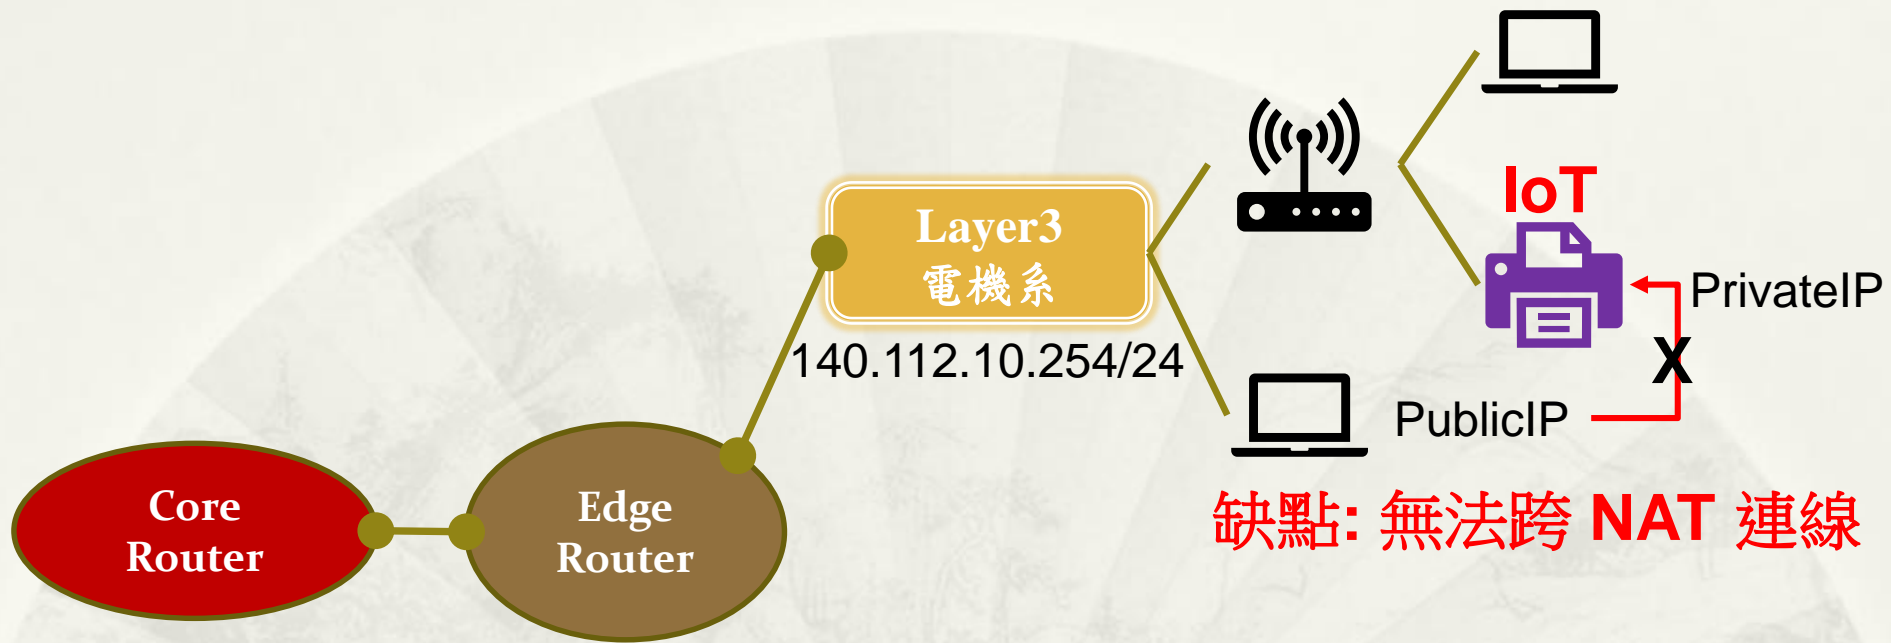 IoT
Layer3
電機系
PrivateIP
140.112.10.254/24
X
PublicIP
缺點: 無法跨 NAT 連線
Core
Router
Edge
Router